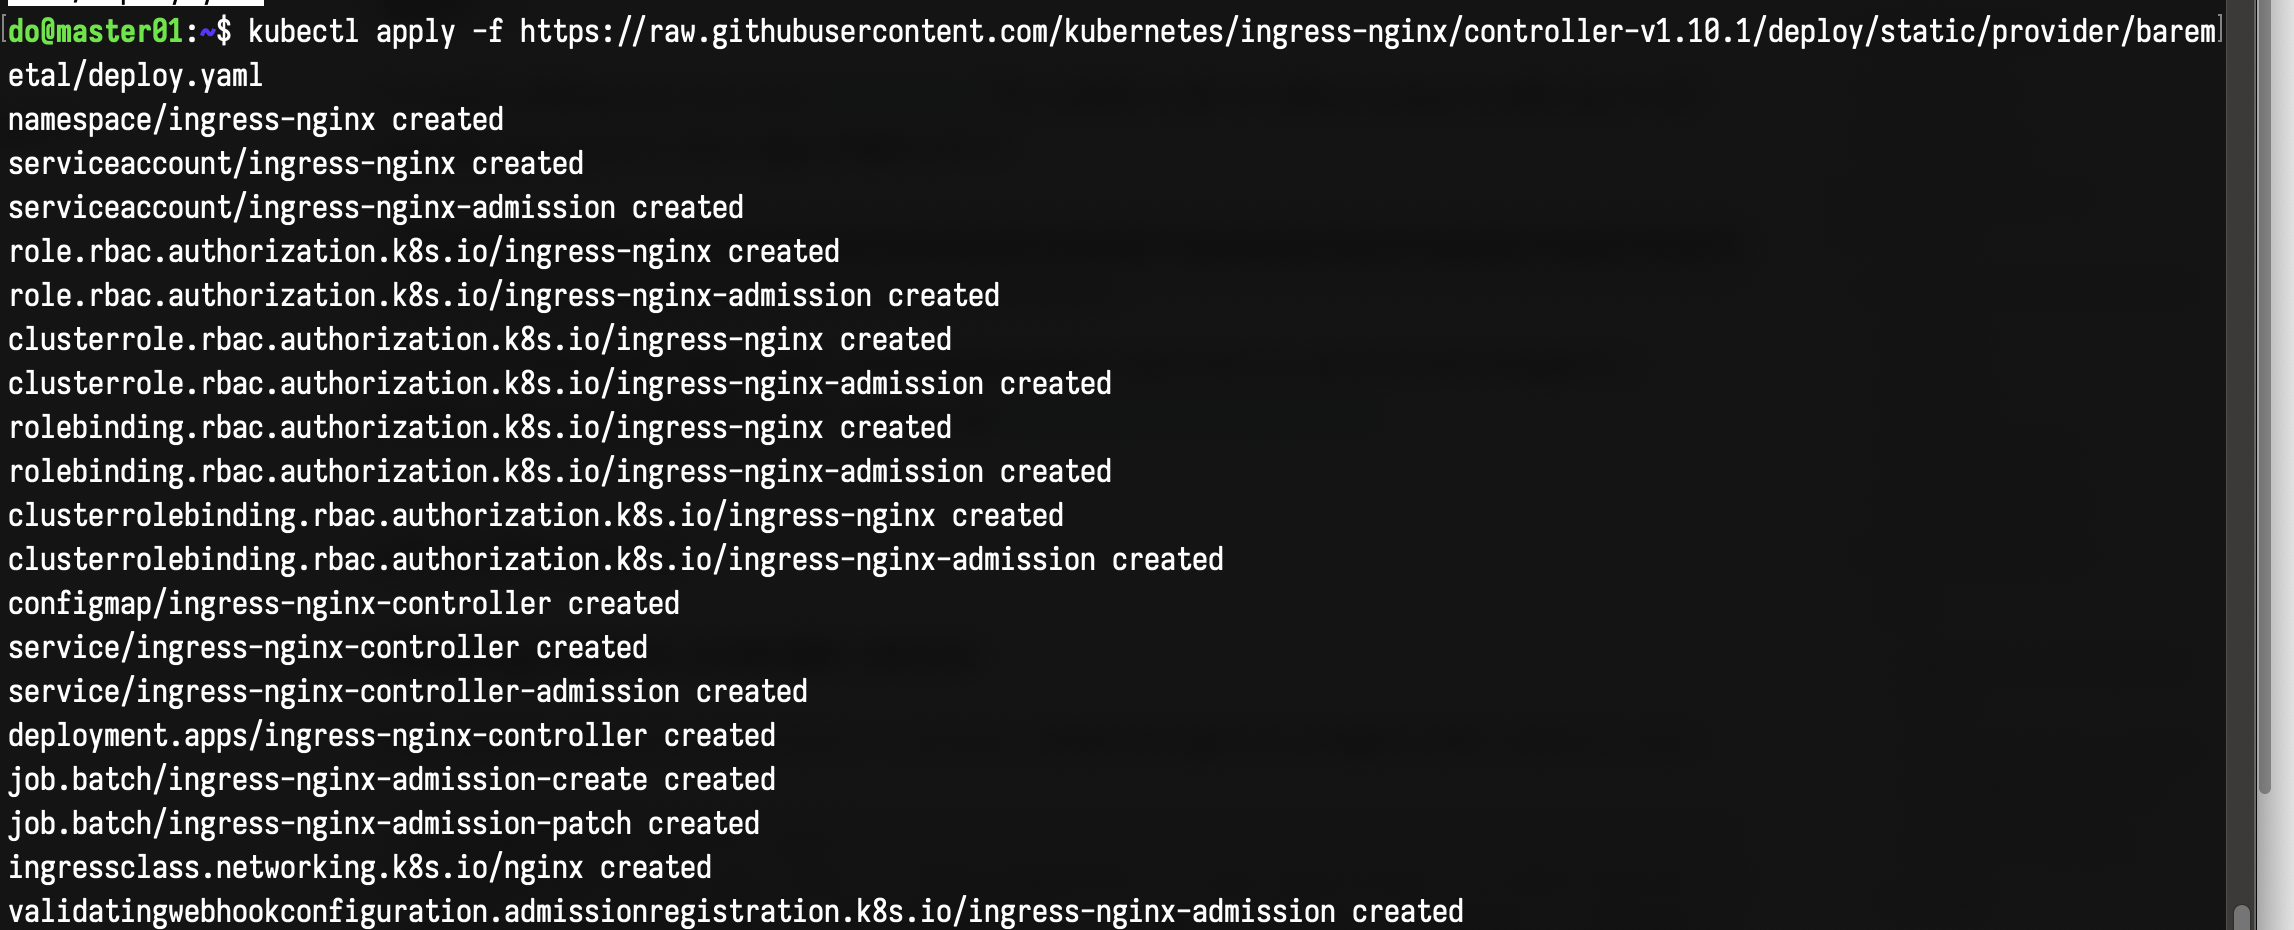 do@master01:~$ kubectl apply -f https://raw.githubusercontent.com/kubernetes/ingress-nginx/controller-v1.10.1/deploy/static/provider/barem
etal/deploy.yaml
namespace/ingress-nginx created
serviceaccount/ingress-nginx created
serviceaccount/ingress-nginx-admission created
role.rbac.authorization.k8s.io/ingress-nginx created
role.rbac.authorization.k8s.io/ingress-nginx-admission created
clusterrole.rbac.authorization.k8s.io/ingress-nginx created
clusterrole.rbac.authorization.k8s.io/ingress-nginx-admission created
rolebinding.rbac.authorization.k8s.io/ingress-nginx created
rolebinding.rbac.authorization.k8s.io/ingress-nginx-admission created
clusterrolebinding.rbac.authorization.k8s.io/ingress-nginx created
clusterrolebinding.rbac.authorization.k8s.io/ingress-nginx-admission created
configmap/ingress-nginx-controller created
service/ingress-nginx-controller created
service/ingress-nginx-controller-admission created
deployment.apps/ingress-nginx-controller created
job.batch/ingress-nginx-admission-create created
job.batch/ingress-nginx-admission-patch created
ingressclass.networking.k8s.io/nginx created
validatingwebhookconfiguration.admissionregistration.k8s.io/ingress-nginx-admission created